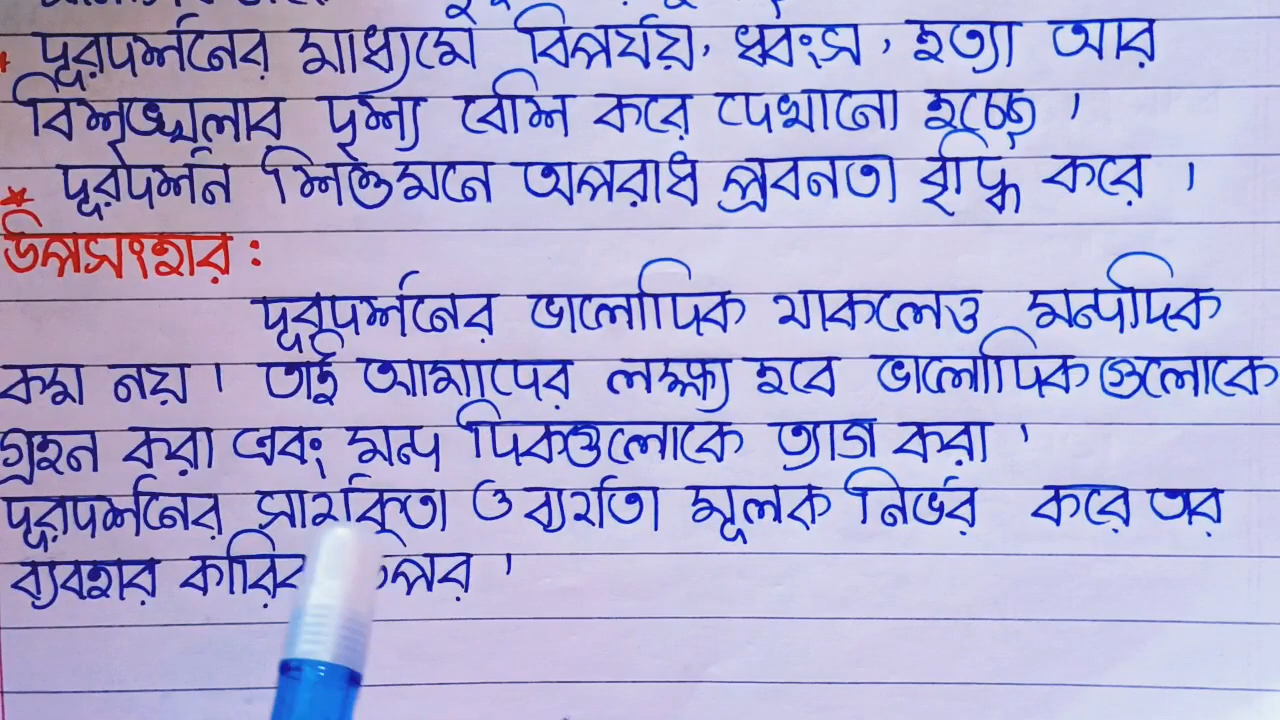 দূরদর্শনের মাধ্যমে বিপর্যয়, ধ্বংস, হত্যা আর
বিশৃঙ্খলার দৃশ্য বেশি করে দেখানো হচ্ছে।
* দূরদর্শন শিশুমনে অপরাধ প্রবনতা বৃদ্ধি করে।
উপসংহার:
দূরদর্শনের ভালোদিক থাকলেও মন্দদিক
কম নয়। তাই আমাদের লক্ষ্য হবে ভালোদিকগুলোকে
গ্রহন করা এবং মন্দ দিকগুলোকে ত্যাগ করা।
দূরদর্শনের সার্থকতা ও ব্যর্থতা মূলক নির্ভর করে তার
ব্যবহার